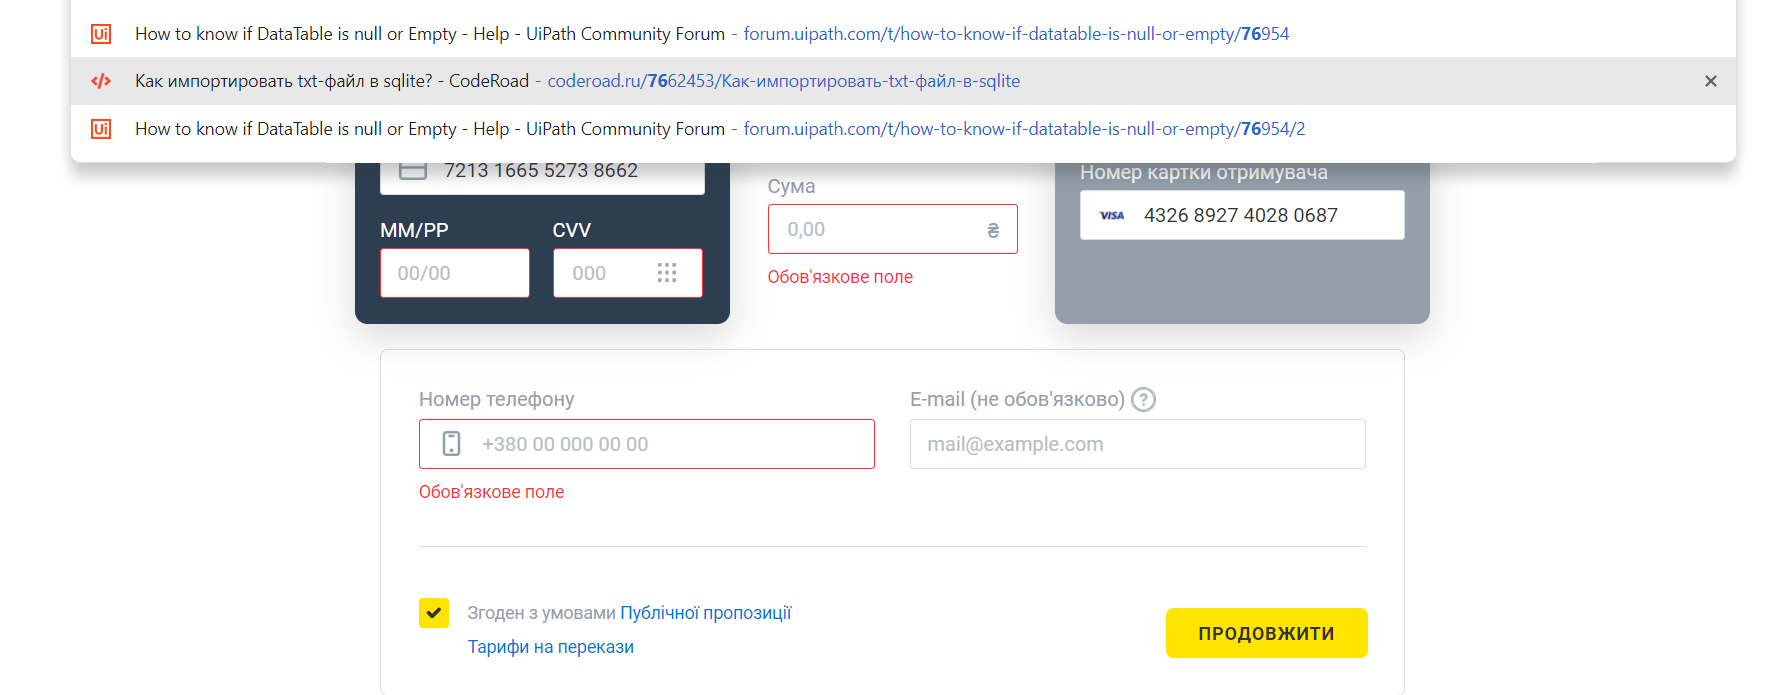 How to know if DataTable is null or Empty - Help - UiPath Community Forum - forum.uipath.com/t/how-to-know-if-datatable-is-null-or-empty/76954
Как импортировать txt-файл в sqlite? - CodeRoad - coderoad.ru/7662453/Как-импортировать-txt-файл-в-sqlite
How to know if DataTable is null or Empty - Help - UiPath Community Forum - forum.uipath.com/t/how-to-know-if-datatable-is-null-or-empty/76954/2
7213 1665 5273 8662
MM/PP
CVV
00/00
000
Сума
0,00 ₴
Обов'язкове поле
Номер картки отримувача
VISA 4326 8927 4028 0687
Номер телефону
+380 00 000 00 00
Обов'язкове поле
E-mail (не обов'язково) ?
mail@example.com
Згоден з умовами Публічної пропозиції
Тарифи на перекази
ПРОДОВЖИТИ